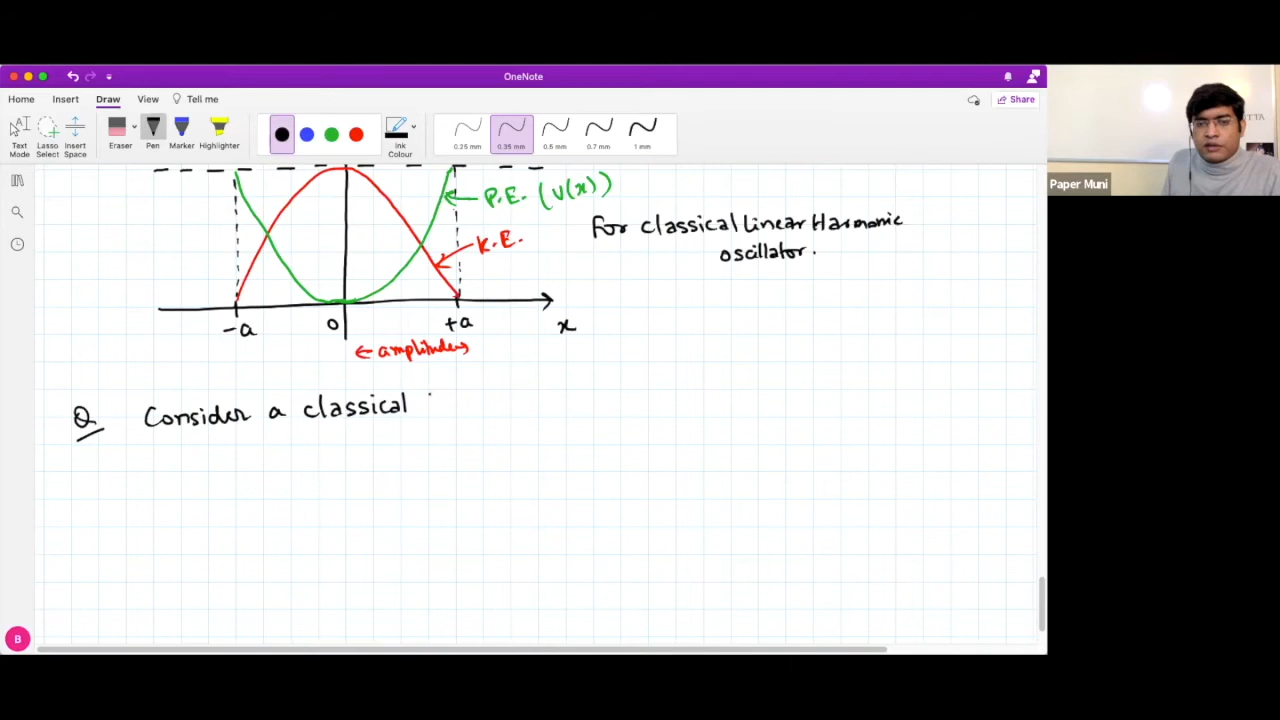 OneNote
Home Insert Draw View Tell me
Share
Text Mode
Lasso Select
Insert Space
Eraser
Pen
Marker
Highlighter
Ink Colour
0.25 mm
0.35 mm
0.5 mm
0.7 mm
1 mm
Paper Muni
P.E. (V(x))
K.E.
For classical Linear Harmonic
oscillator.
-a 0 +a x
amplitude
Q Consider a classical
B